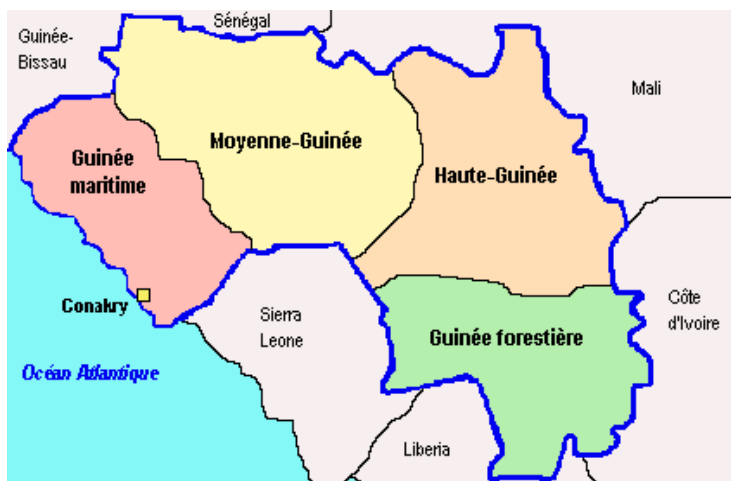 Sénégal
Guinée-
Bissau
Mali
Moyenne-Guinée
Guinée
maritime
Haute-Guinée
Conakry
Sierra
Leone
Côte
d'Ivoire
Guinée forestière
Océan Atlantique
Liberia